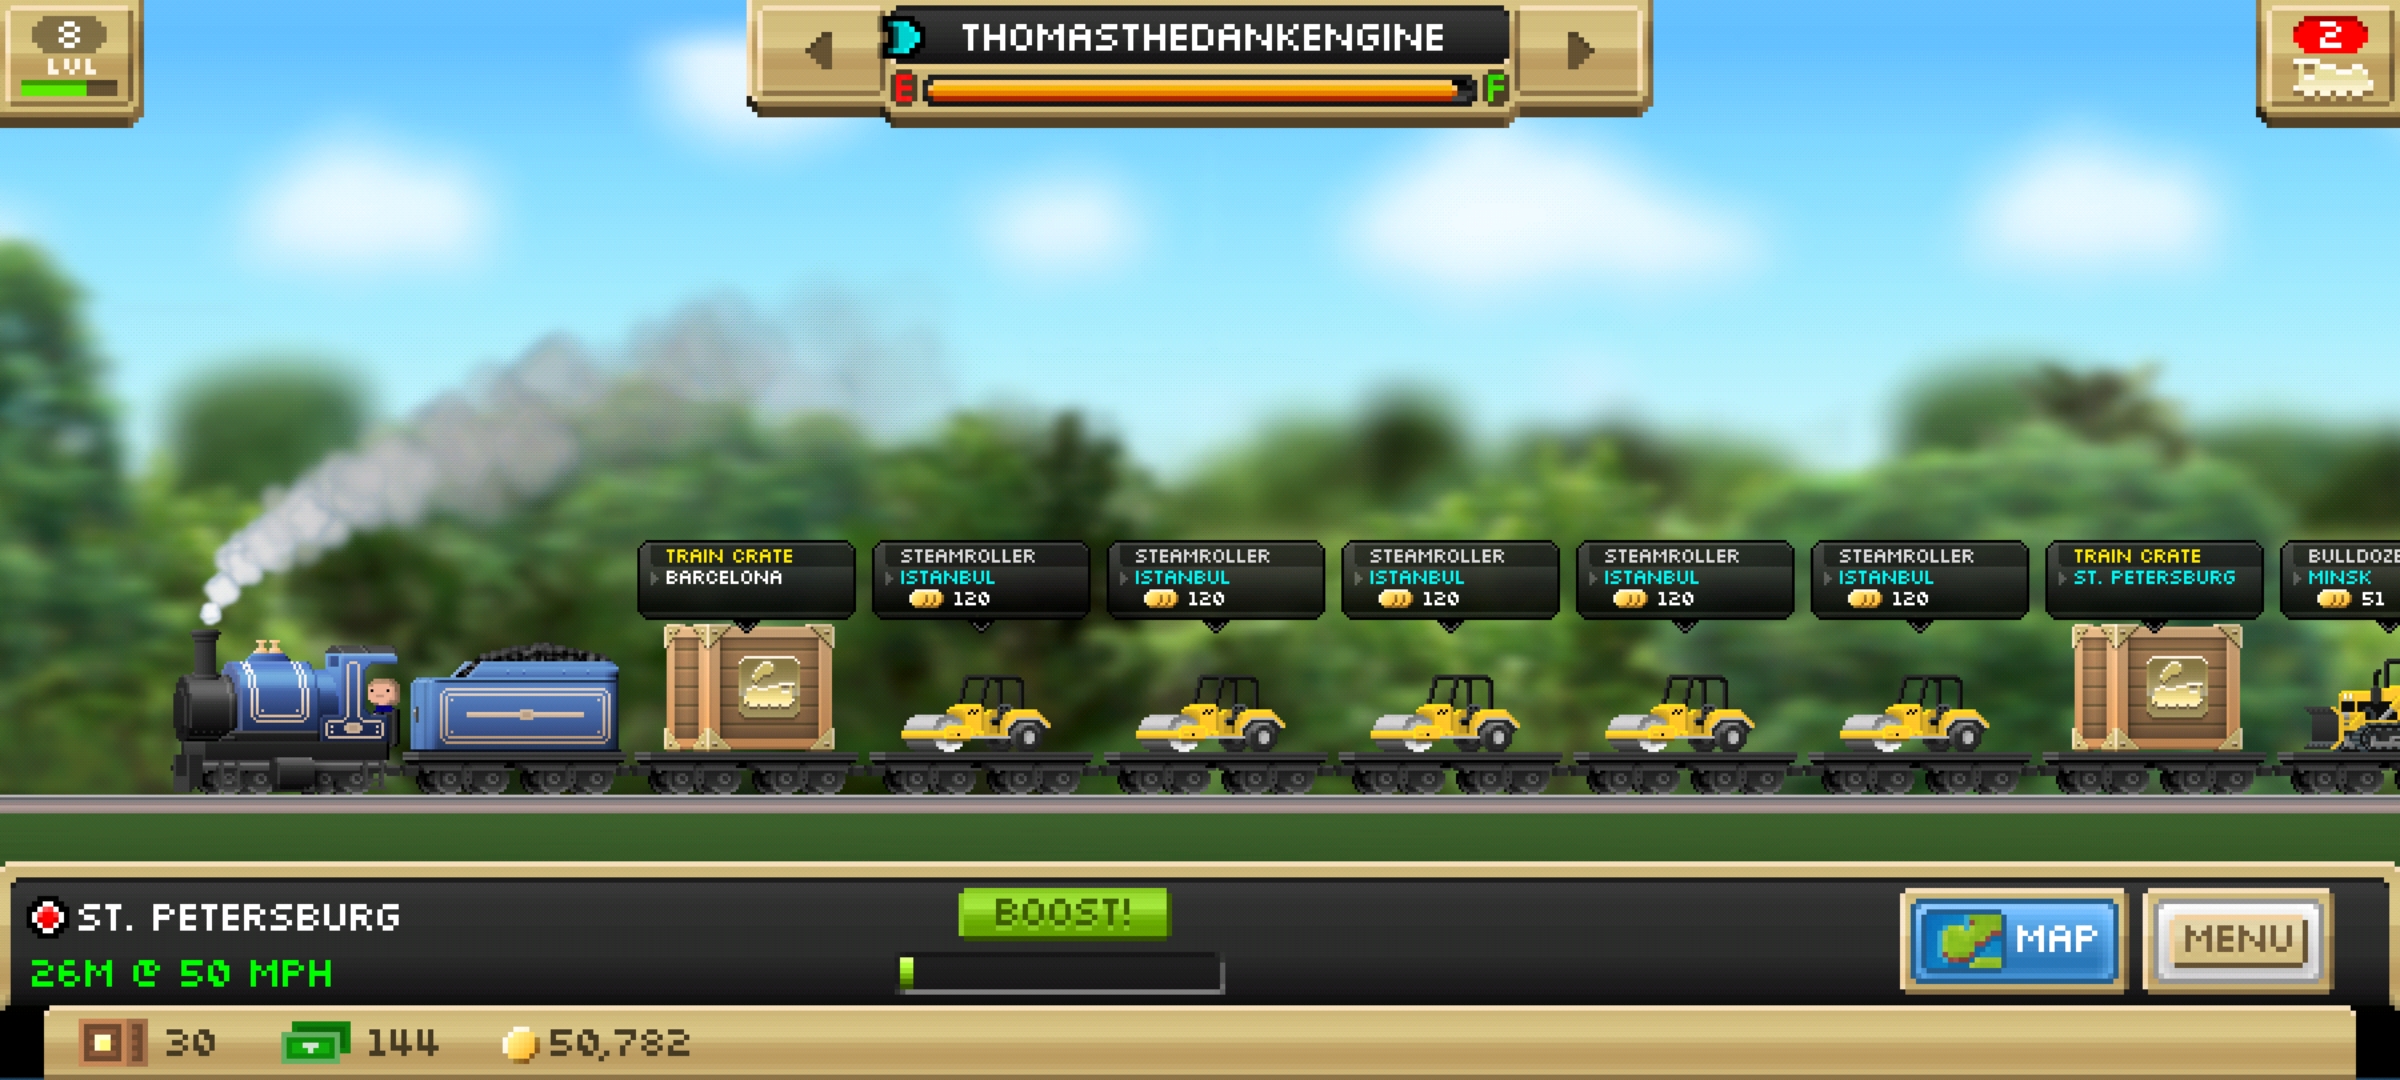 8
LVL
THOMASTHEDANKENGINE
E F
2
TRAIN CRATE
BARCELONA
STEAMROLLER
ISTANBUL
120
STEAMROLLER
ISTANBUL
120
STEAMROLLER
ISTANBUL
120
STEAMROLLER
ISTANBUL
120
STEAMROLLER
ISTANBUL
120
TRAIN CRATE
ST. PETERSBURG
BULLDOZE
MINSK
51
ST. PETERSBURG
26M @ 50 MPH
BOOST!
MAP
MENU
30 144 50,782